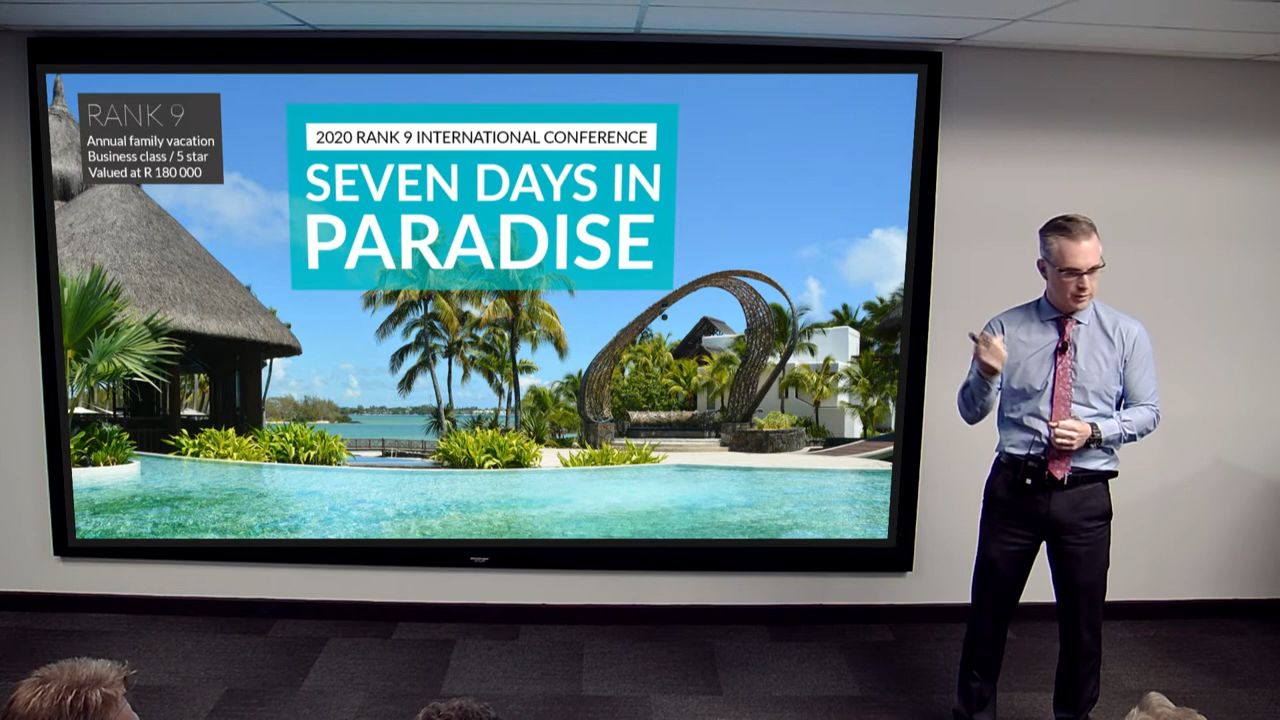 RANK 9
Annual family vacation
Business class / 5 star
Valued at R 180 000
2020 RANK 9 INTERNATIONAL CONFERENCE
SEVEN DAYS IN
PARADISE